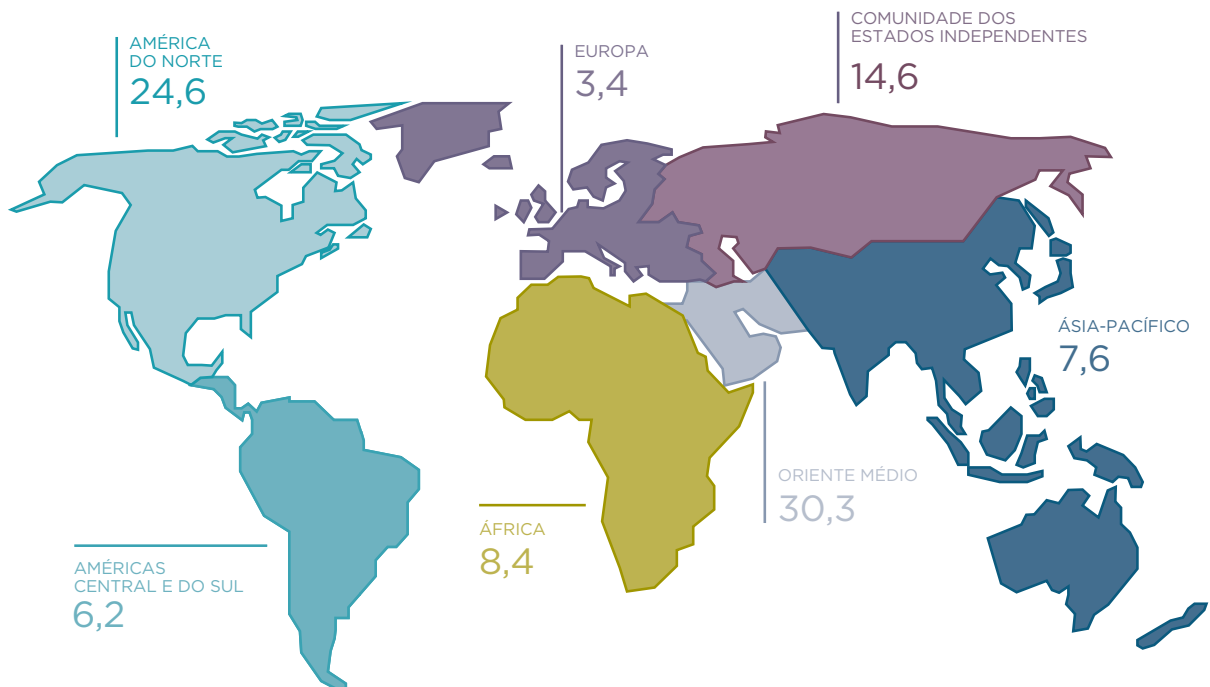 AMÉRICA
DO NORTE
24,6
EUROPA
3,4
COMUNIDADE DOS
ESTADOS INDEPENDENTES
14,6
ÁSIA-PACÍFICO
7,6
ORIENTE MÉDIO
30,3
ÁFRICA
8,4
AMÉRICAS
CENTRAL E DO SUL
6,2